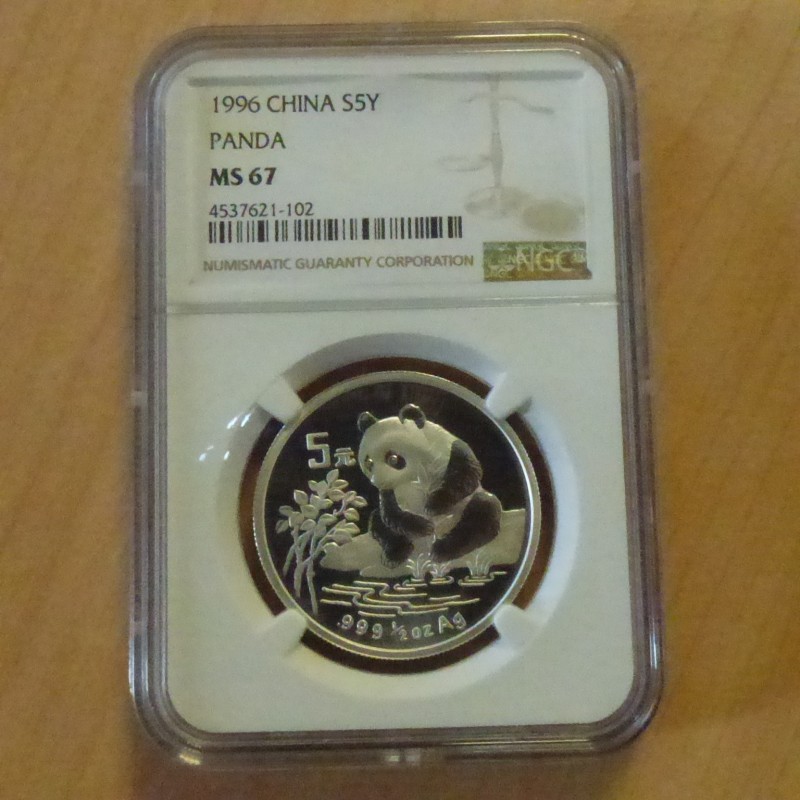 1996 CHINA S5Y
PANDA
MS 67
4537621-102
NUMISMATIC GUARANTY CORPORATION
NGC
5元
.999 ½ oz Ag